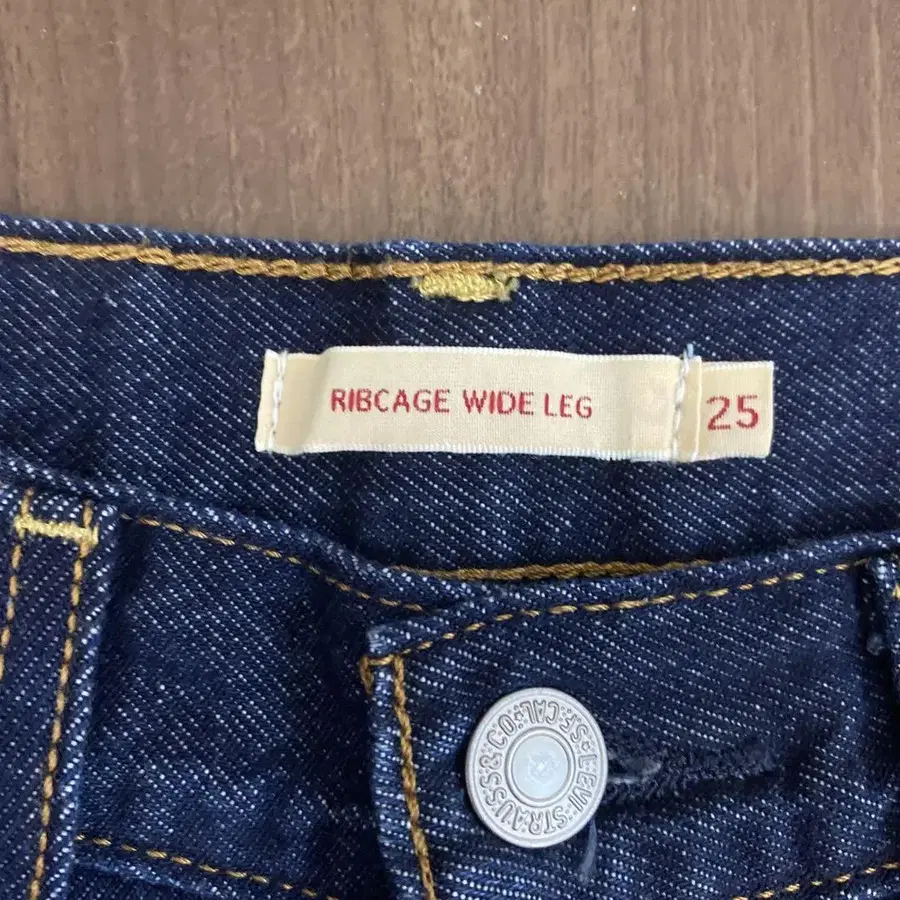 RIBCAGE WIDE LEG
25
LEVI STRAUSS & CO S.F. CAL